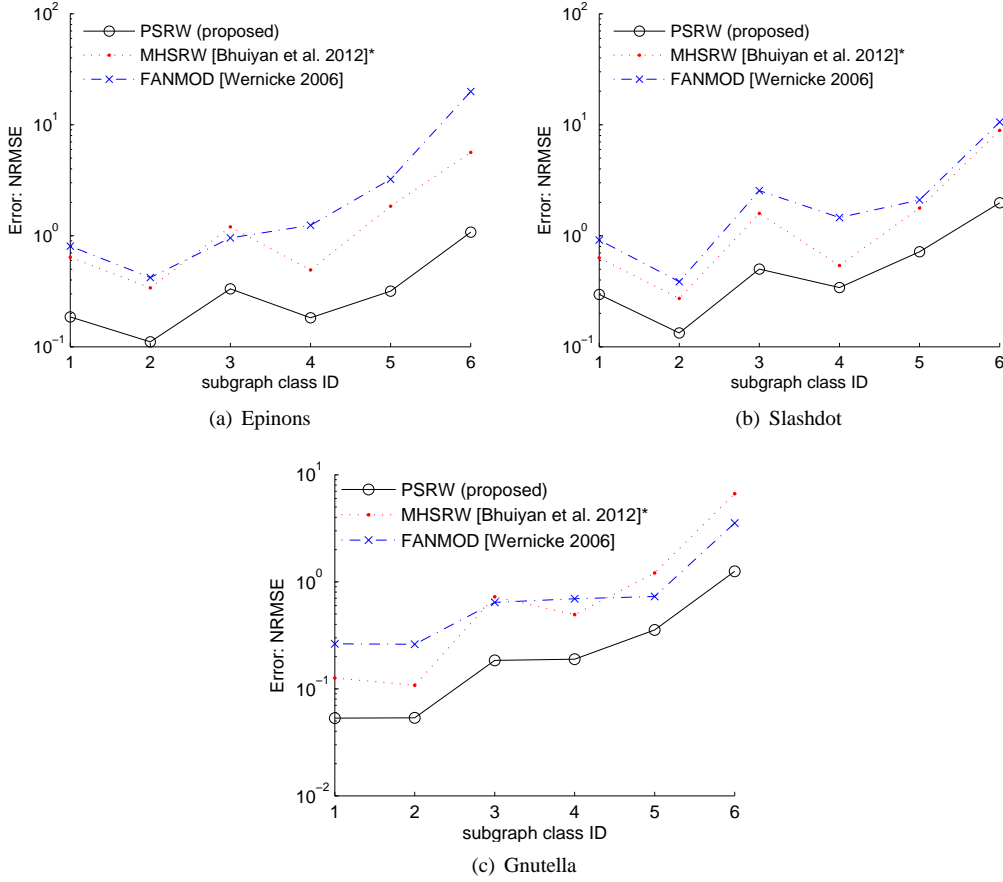 10^2
10^1
10^0
10^-1
Error: NRMSE
PSRW (proposed)
MHSRW [Bhuiyan et al. 2012]*
FANMOD [Wernicke 2006]
1 2 3 4 5 6
subgraph class ID
(a) Epinons
10^2
10^1
10^0
10^-1
Error: NRMSE
PSRW (proposed)
MHSRW [Bhuiyan et al. 2012]*
FANMOD [Wernicke 2006]
1 2 3 4 5 6
subgraph class ID
(b) Slashdot
10^1
10^0
10^-1
10^-2
Error: NRMSE
PSRW (proposed)
MHSRW [Bhuiyan et al. 2012]*
FANMOD [Wernicke 2006]
1 2 3 4 5 6
subgraph class ID
(c) Gnutella